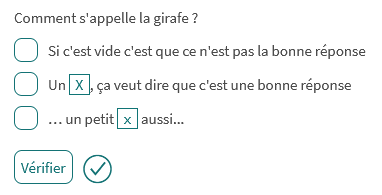 Comment s'appelle la girafe ?
Si c'est vide c'est que ce n'est pas la bonne réponse
Un X, ça veut dire que c'est une bonne réponse
... un petit x aussi...
Vérifier